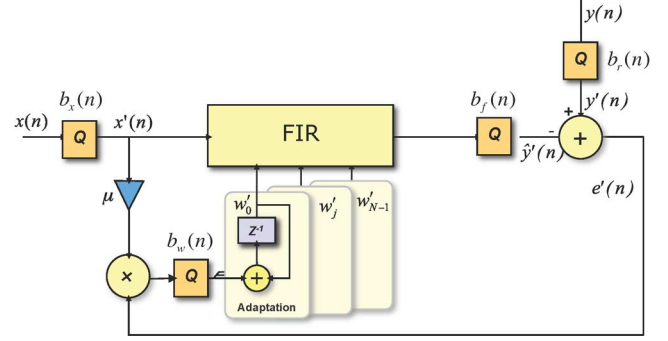 y(n)
Q
b_r(n)
b_x(n)
b_f(n)
+
y'(n)
x(n)
Q
x'(n)
FIR
Q
-
+
ŷ'(n)
e'(n)
μ
w'_0
w'_j
w'_{N-1}
b_w(n)
Z⁻¹
×
Q
+
Adaptation